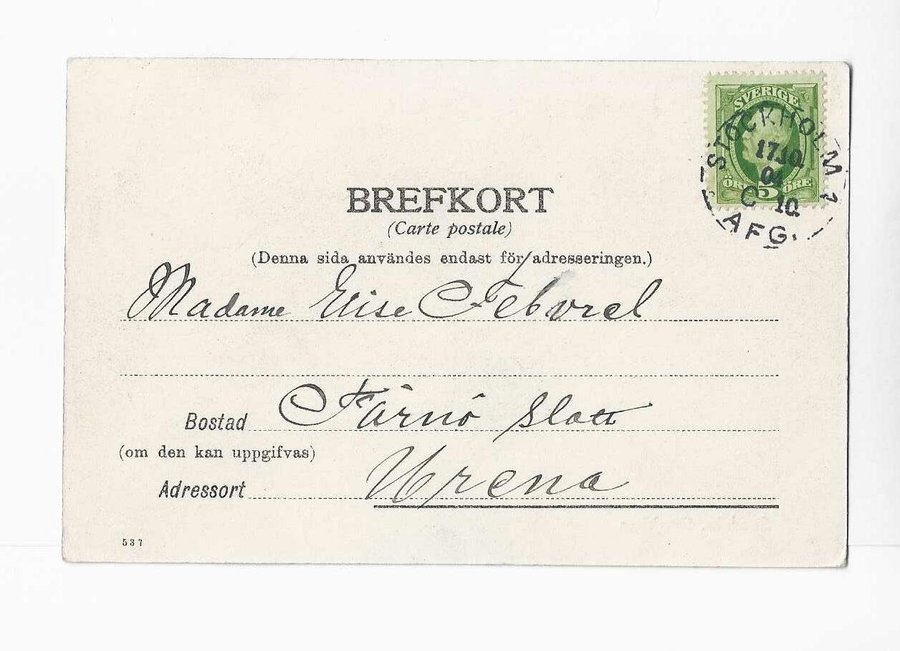 SVERIGE
ÖRE 5 ÖRE
STOCKHOLM 1
17.10.
04
C 10
AFG.
BREFKORT
(Carte postale)
(Denna sida användes endast för adresseringen.)
Madame Elise Febvrel
Bostad Färnö Slott
(om den kan uppgifvas)
Adressort Urena
537